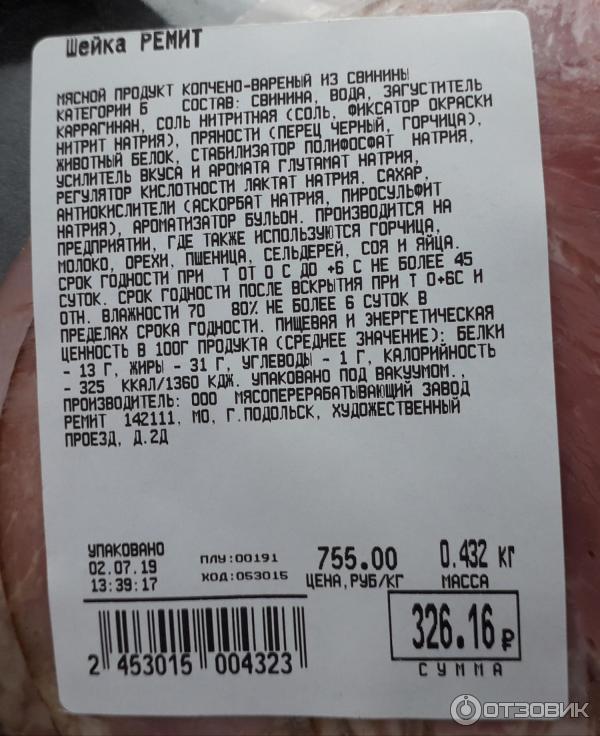 Шейка РЕМИТ
МЯСНОЙ ПРОДУКТ КОПЧЕНО-ВАРЕНЫЙ ИЗ СВИНИНЫ
КАТЕГОРИИ Б СОСТАВ: СВИНИНА, ВОДА, ЗАГУСТИТЕЛЬ
КАРРАГИНАН, СОЛЬ НИТРИТНАЯ (СОЛЬ, ФИКСАТОР ОКРАСКИ
НИТРИТ НАТРИЯ), ПРЯНОСТИ (ПЕРЕЦ ЧЕРНЫЙ, ГОРЧИЦА),
ЖИВОТНЫЙ БЕЛОК, СТАБИЛИЗАТОР ПОЛИФОСФАТ НАТРИЯ,
УСИЛИТЕЛЬ ВКУСА И АРОМАТА ГЛУТАМАТ НАТРИЯ,
РЕГУЛЯТОР КИСЛОТНОСТИ ЛАКТАТ НАТРИЯ, САХАР,
АНТИОКИСЛИТЕЛИ (АСКОРБАТ НАТРИЯ, ПИРОСУЛЬФИТ
НАТРИЯ), АРОМАТИЗАТОР БУЛЬОН. ПРОИЗВОДИТСЯ НА
ПРЕДПРИЯТИИ, ГДЕ ТАКЖЕ ИСПОЛЬЗУЮТСЯ ГОРЧИЦА,
МОЛОКО, ОРЕХИ, ПШЕНИЦА, СЕЛЬДЕРЕЙ, СОЯ И ЯЙЦА.
СРОК ГОДНОСТИ ПРИ Т ОТ 0 С ДО +6 С НЕ БОЛЕЕ 45
СУТОК. СРОК ГОДНОСТИ ПОСЛЕ ВСКРЫТИЯ ПРИ Т 0+6С И
ОТН. ВЛАЖНОСТИ 70 80% НЕ БОЛЕЕ 6 СУТОК В
ПРЕДЕЛАХ СРОКА ГОДНОСТИ. ПИЩЕВАЯ И ЭНЕРГЕТИЧЕСКАЯ
ЦЕННОСТЬ В 100Г ПРОДУКТА (СРЕДНЕЕ ЗНАЧЕНИЕ): БЕЛКИ
- 13 Г, ЖИРЫ - 31 Г, УГЛЕВОДЫ - 1 Г, КАЛОРИЙНОСТЬ
- 325 ККАЛ/1360 КДЖ. УПАКОВАНО ПОД ВАКУУМОМ.,
ПРОИЗВОДИТЕЛЬ: ООО МЯСОПЕРЕРАБАТЫВАЮЩИЙ ЗАВОД
РЕМИТ 142111, МО, Г.ПОДОЛЬСК, ХУДОЖЕСТВЕННЫЙ
ПРОЕЗД, Д.2Д
УПАКОВАНО
02.07.19
13:39:17
ПЛУ:00191
КОД:053015
755.00
ЦЕНА,РУБ/КГ
0.432 кг
МАССА
326.16₽
СУММА
2 453015 004323
ОТЗОВИК